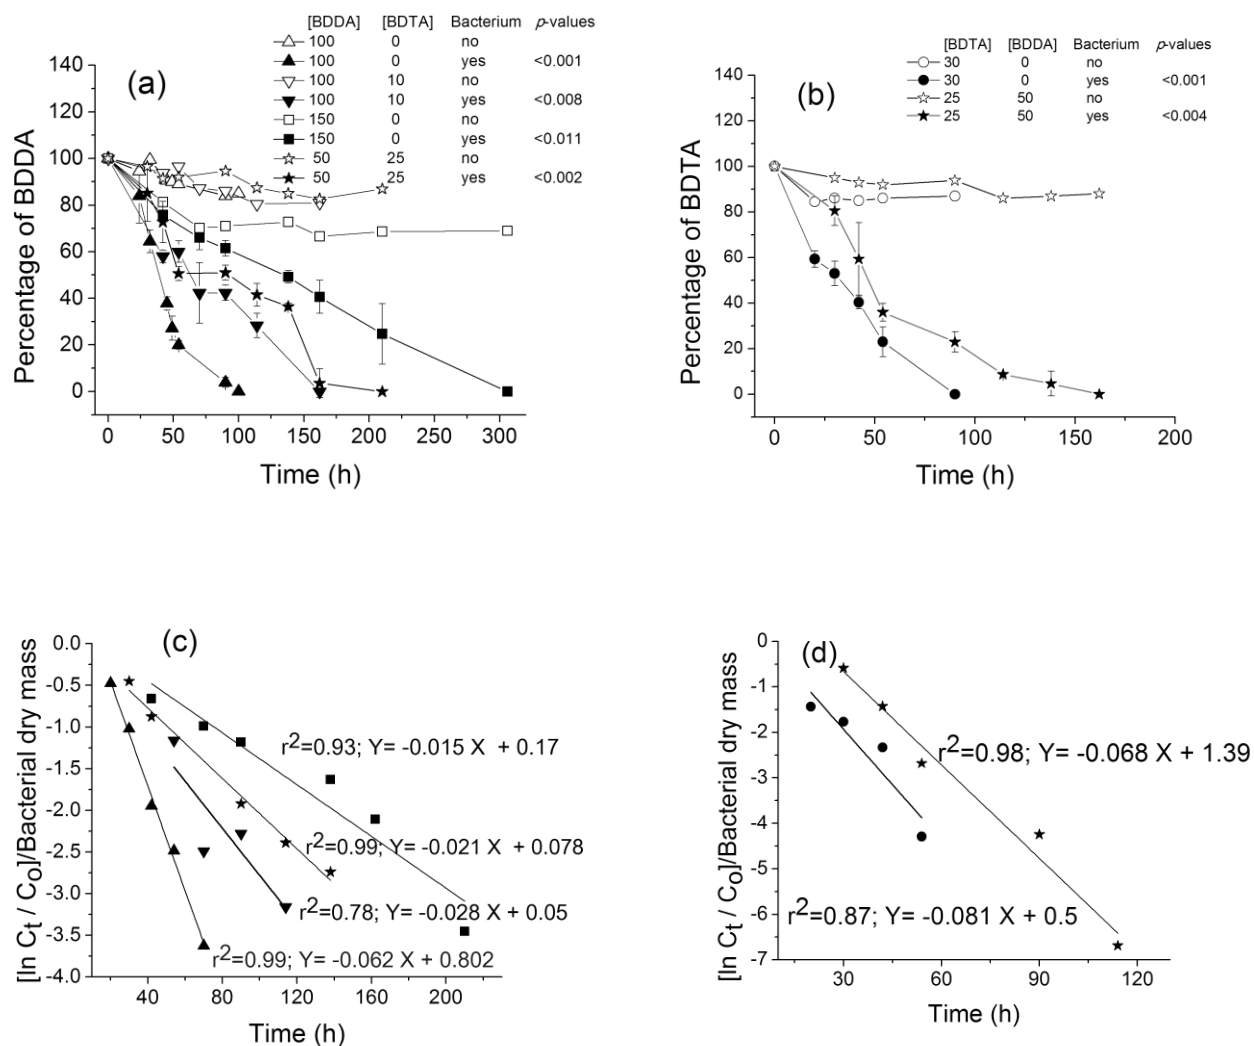 [BDDA] [BDTA] Bacterium p-values
100 0 no
100 0 yes <0.001
100 10 no
100 10 yes <0.008
150 0 no
150 0 yes <0.011
50 25 no
50 25 yes <0.002
(a)
140
120
100
80
60
40
20
0
Percentage of BDDA
0 50 100 150 200 250 300
Time (h)
[BDTA] [BDDA] Bacterium p-values
30 0 no
30 0 yes <0.001
25 50 no
25 50 yes <0.004
(b)
140
120
100
80
60
40
20
0
Percentage of BDTA
0 50 100 150 200
Time (h)
(c)
0.0
-0.5
-1.0
-1.5
-2.0
-2.5
-3.0
-3.5
-4.0
[ln Ct / C0]/Bacterial dry mass
r2=0.93; Y= -0.015 X + 0.17
r2=0.99; Y= -0.021 X + 0.078
r2=0.78; Y= -0.028 X + 0.05
r2=0.99; Y= -0.062 X + 0.802
40 80 120 160 200
Time (h)
(d)
0
-1
-2
-3
-4
-5
-6
-7
[ln Ct / C0]/Bacterial dry mass
r2=0.98; Y= -0.068 X + 1.39
r2=0.87; Y= -0.081 X + 0.5
30 60 90 120
Time (h)